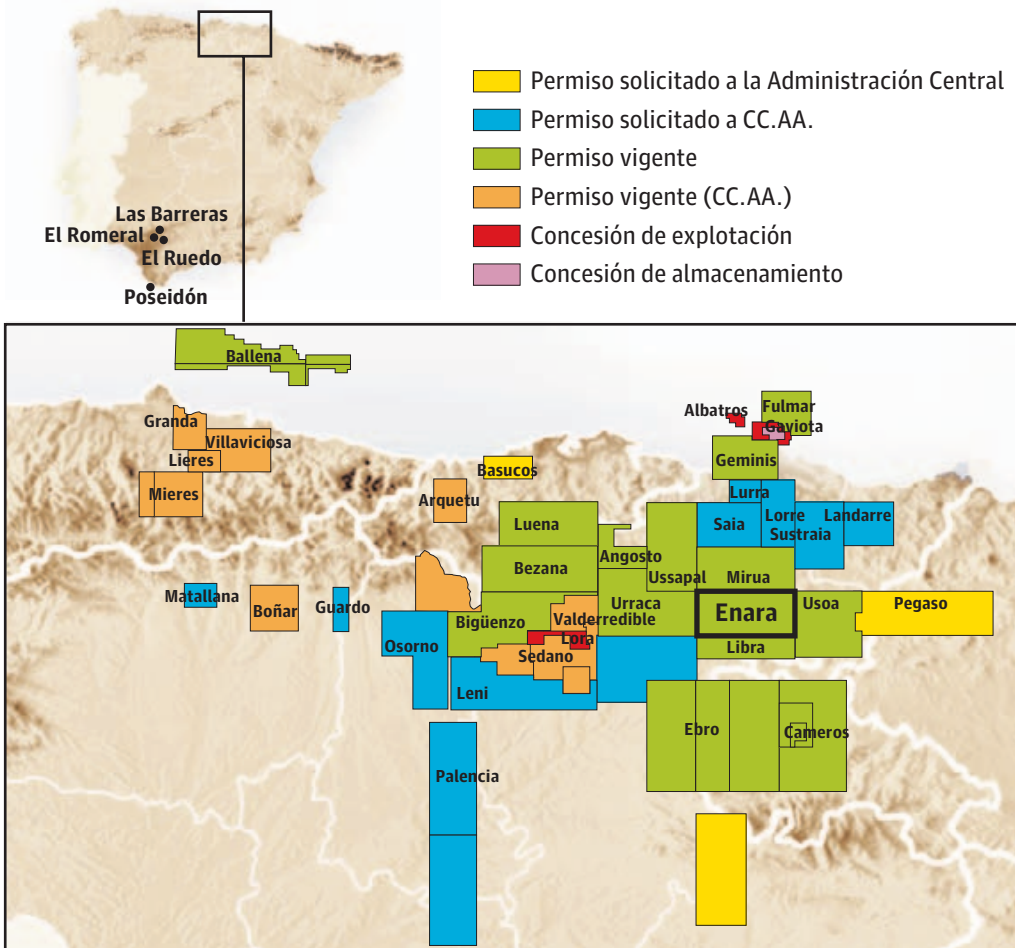 Permiso solicitado a la Administración Central
Permiso solicitado a CC.AA.
Permiso vigente
Permiso vigente (CC.AA.)
Concesión de explotación
Concesión de almacenamiento
Las Barreras
El Romeral
El Ruedo
Poseidón
Ballena
Granda
Villaviciosa
Lieres
Mieres
Basucos
Arquetu
Albatros
Fulmar
Gaviota
Geminis
Lurra
Saia
Lorre
Landarre
Sustraia
Luena
Angosto
Bezana
Ussapal
Mirua
Matallana
Boñar
Guardo
Bigüenzo
Valderredible
Urraca
Enara
Usoa
Pegaso
Osorno
Lora
Sedano
Libra
Leni
Ebro
Cameros
Palencia